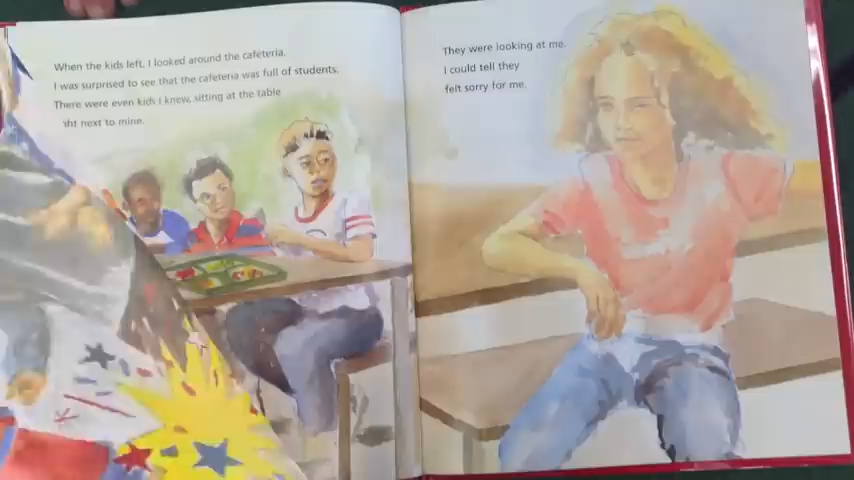 When the kids left, I looked around the cafeteria.
I was surprised to see that the cafeteria was full of students.
There were even kids I knew, sitting at the table
ght next to mine.
They were looking at me.
I could tell they
felt sorry for me.